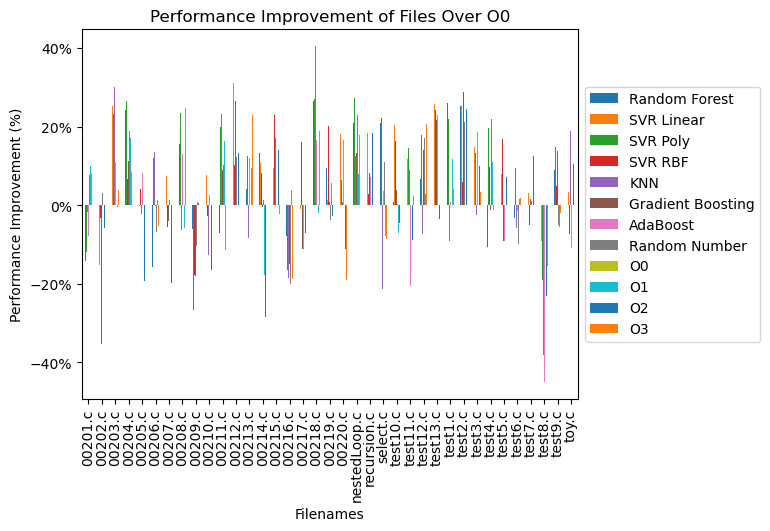 Performance Improvement of Files Over O0
Performance Improvement (%)
40%
20%
0%
−20%
−40%
00201.c
00202.c
00203.c
00204.c
00205.c
00206.c
00207.c
00208.c
00209.c
00210.c
00211.c
00212.c
00213.c
00214.c
00215.c
00216.c
00217.c
00218.c
00219.c
00220.c
nestedLoop.c
recursion.c
select.c
test10.c
test11.c
test12.c
test13.c
test1.c
test2.c
test3.c
test4.c
test5.c
test6.c
test7.c
test8.c
test9.c
toy.c
Filenames
Random Forest
SVR Linear
SVR Poly
SVR RBF
KNN
Gradient Boosting
AdaBoost
Random Number
O0
O1
O2
O3